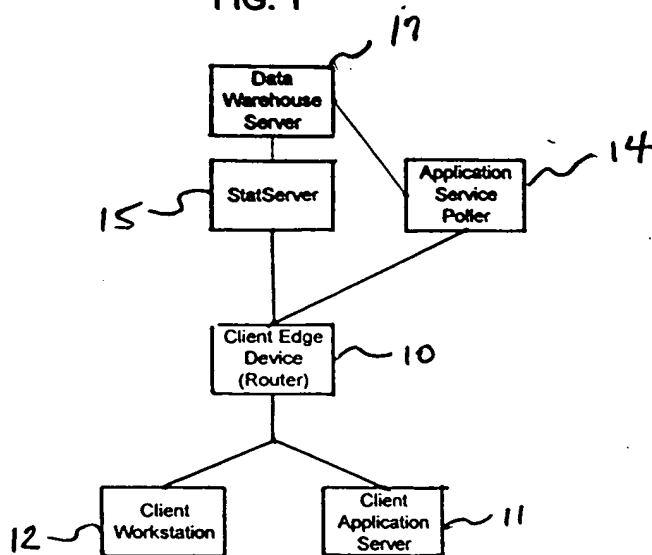 FIG. 1
17
Data
Warehouse
Server
14
StatServer
Application
Service
Poller
15
Client Edge
Device
(Router)
10
Client
Workstation
12
Client
Application
Server
11